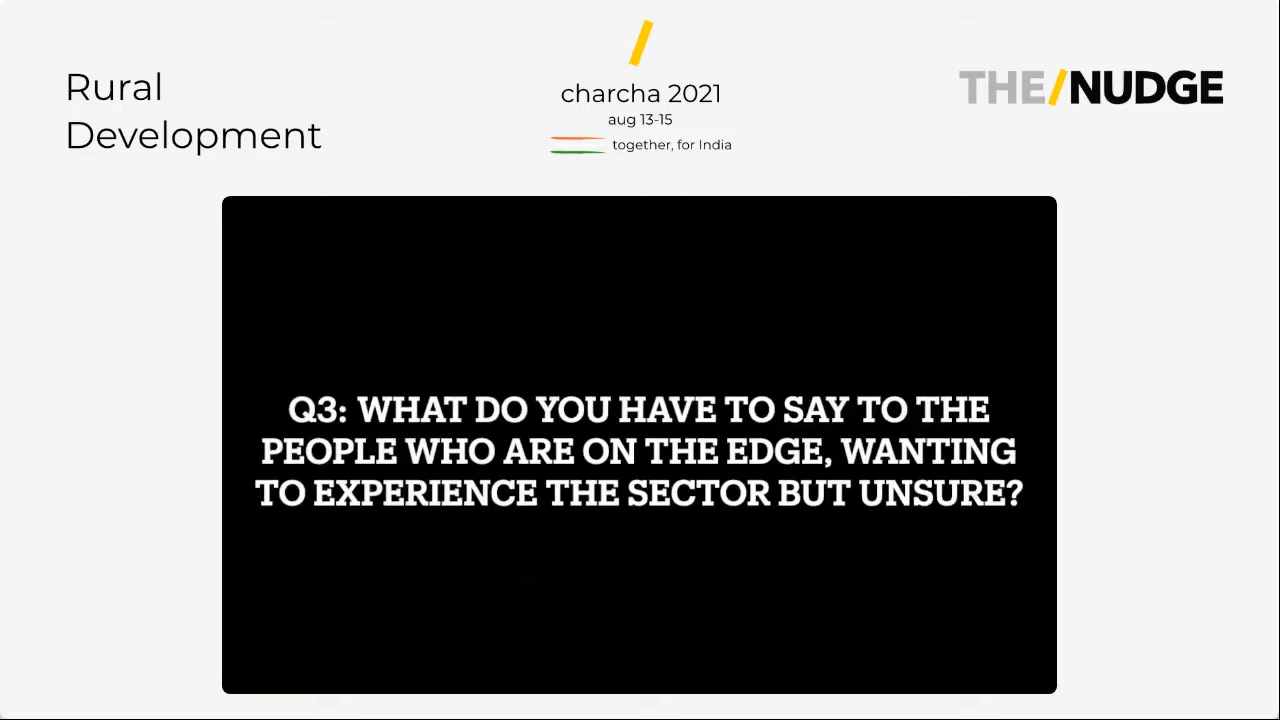 Rural
Development
charcha 2021
aug 13-15
together, for India
THE/NUDGE
Q3: WHAT DO YOU HAVE TO SAY TO THE
PEOPLE WHO ARE ON THE EDGE, WANTING
TO EXPERIENCE THE SECTOR BUT UNSURE?